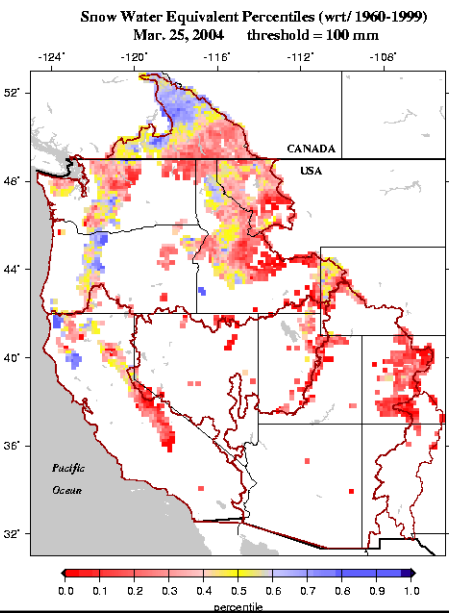 Snow Water Equivalent Percentiles (wrt/ 1960-1999)
Mar. 25, 2004 threshold = 100 mm
-124° -120° -116° -112° -108°
52°
CANADA
USA
48°
44°
40°
36°
Pacific
Ocean
32°
0.0 0.1 0.2 0.3 0.4 0.5 0.6 0.7 0.8 0.9 1.0
percentile